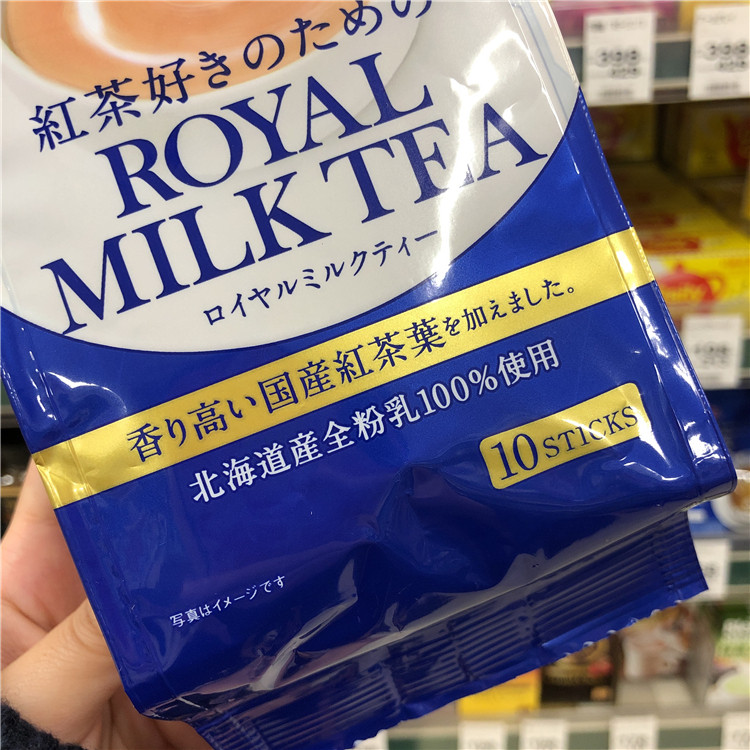 紅茶好きのための
ROYAL
MILK TEA
ロイヤルミルクティー
香り高い国産紅茶葉を加えました。
北海道産全粉乳100%使用
10 STICKS
写真はイメージです
398
398